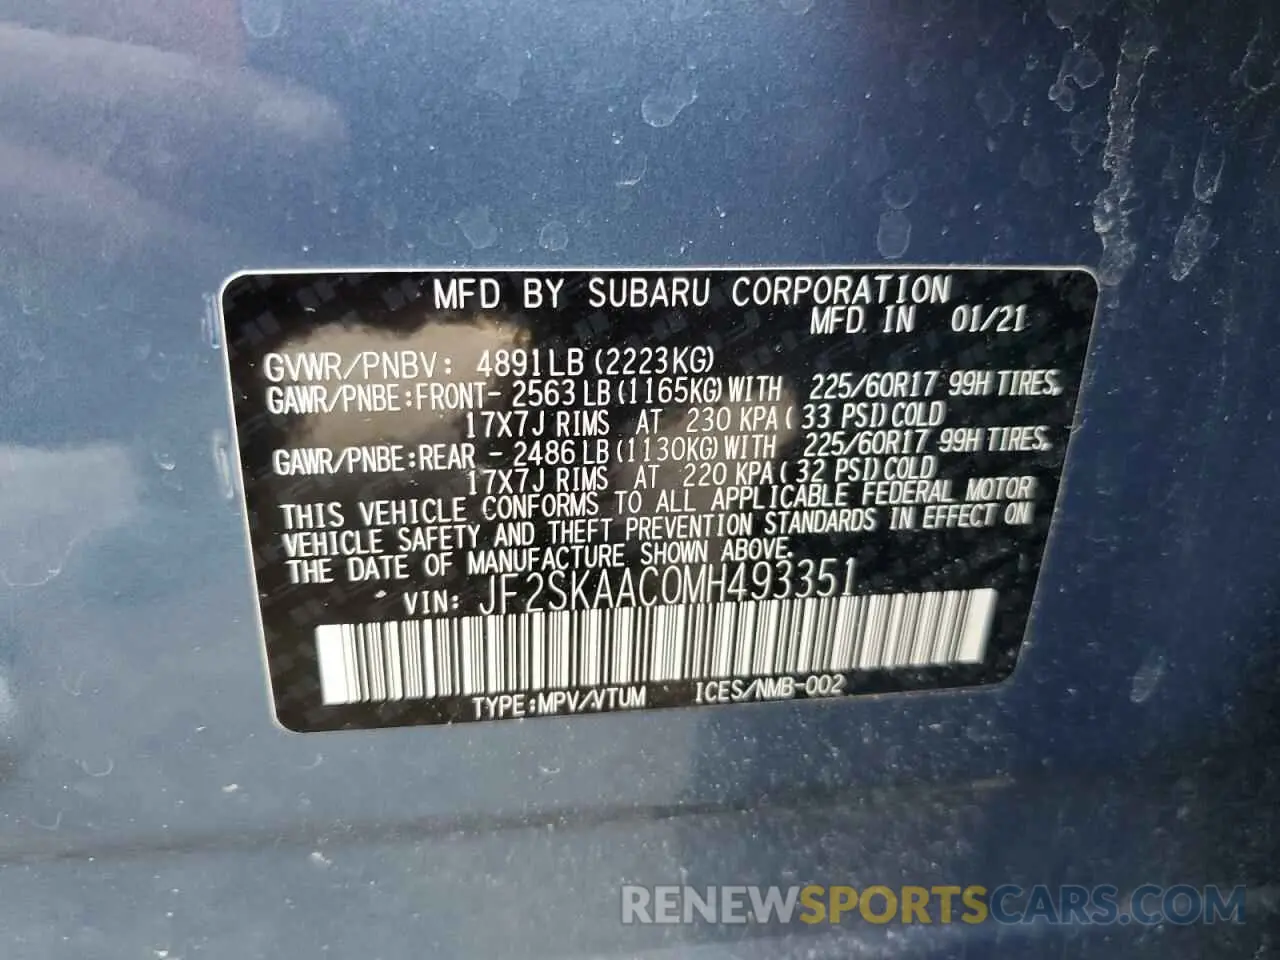 MFD BY SUBARU CORPORATION
MFD IN 01/21
GVWR/PNBV: 4891LB (2223KG)
GAWR/PNBE:FRONT- 2563 LB (1165KG) WITH 225/60R17 99H TIRES,
17X7J RIMS AT 230 KPA ( 33 PSI) COLD
GAWR/PNBE:REAR - 2486 LB (1130KG) WITH 225/60R17 99H TIRES,
17X7J RIMS AT 220 KPA ( 32 PSI) COLD
THIS VEHICLE CONFORMS TO ALL APPLICABLE FEDERAL MOTOR
VEHICLE SAFETY AND THEFT PREVENTION STANDARDS IN EFFECT ON
THE DATE OF MANUFACTURE SHOWN ABOVE.
VIN: JF2SKAAC0MH493351
TYPE:MPV/VTUM ICES/NMB-002
RENEWSPORTSCARS.COM